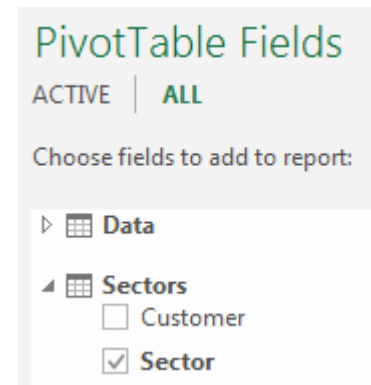 PivotTable Fields
ACTIVE | ALL
Choose fields to add to report:
Data
Sectors
Customer
Sector